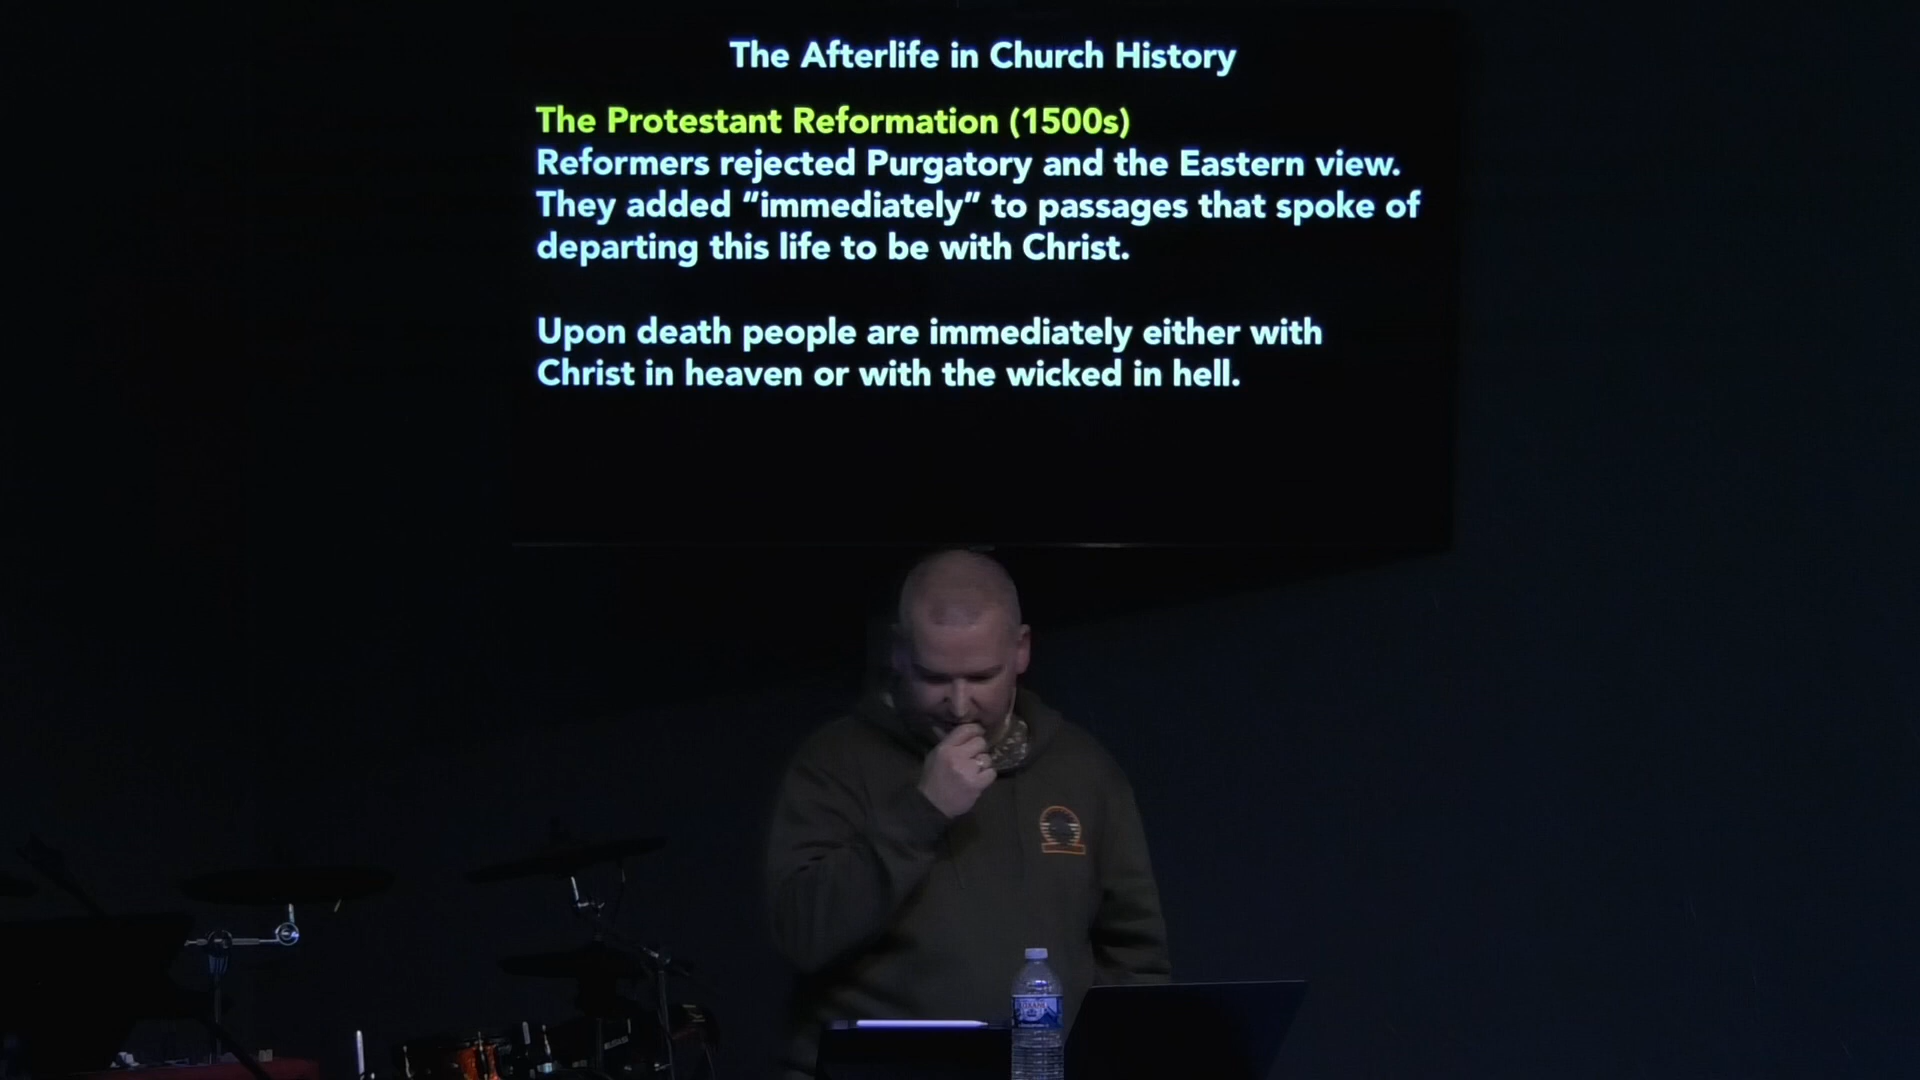 The Afterlife in Church History
The Protestant Reformation (1500s)
Reformers rejected Purgatory and the Eastern view.
They added “immediately” to passages that spoke of
departing this life to be with Christ.
Upon death people are immediately either with
Christ in heaven or with the wicked in hell.